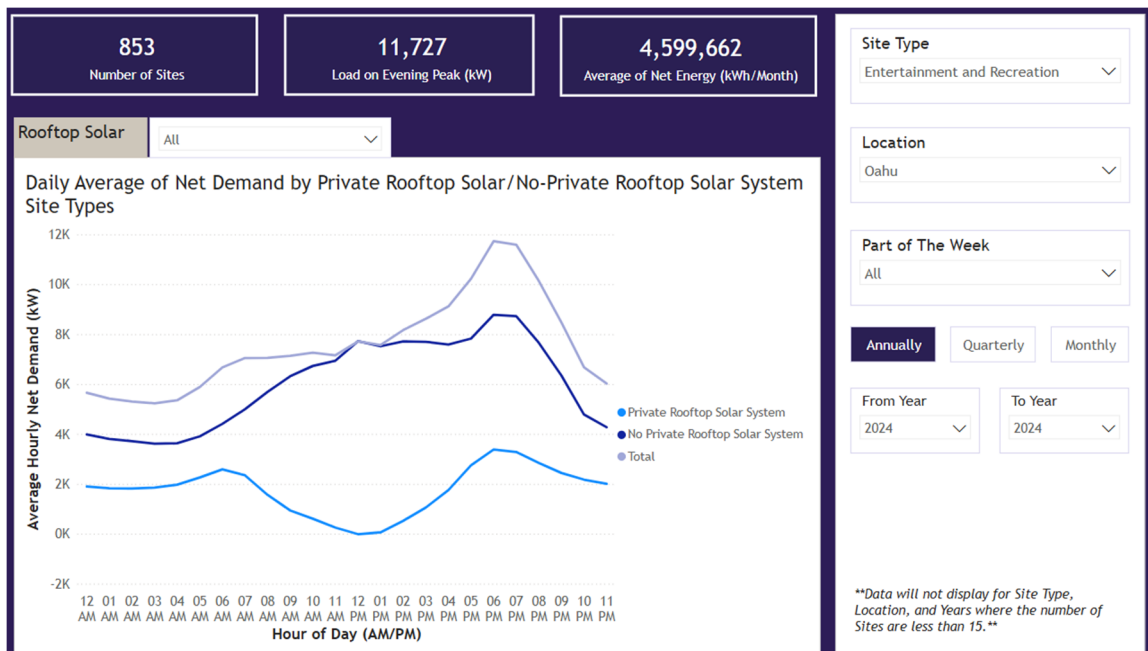 853
Number of Sites
11,727
Load on Evening Peak (kW)
4,599,662
Average of Net Energy (kWh/Month)
Rooftop Solar
All
Daily Average of Net Demand by Private Rooftop Solar/No-Private Rooftop Solar System
Site Types
Average Hourly Net Demand (kW)
12K
10K
8K
6K
4K
2K
0K
-2K
12 01 02 03 04 05 06 07 08 09 10 11 12 01 02 03 04 05 06 07 08 09 10 11
AM AM AM AM AM AM AM AM AM AM AM AM PM PM PM PM PM PM PM PM PM PM PM PM
Hour of Day (AM/PM)
Private Rooftop Solar System
No Private Rooftop Solar System
Total
Site Type
Entertainment and Recreation
Location
Oahu
Part of The Week
All
Annually
Quarterly
Monthly
From Year
2024
To Year
2024
**Data will not display for Site Type,
Location, and Years where the number of
Sites are less than 15.**